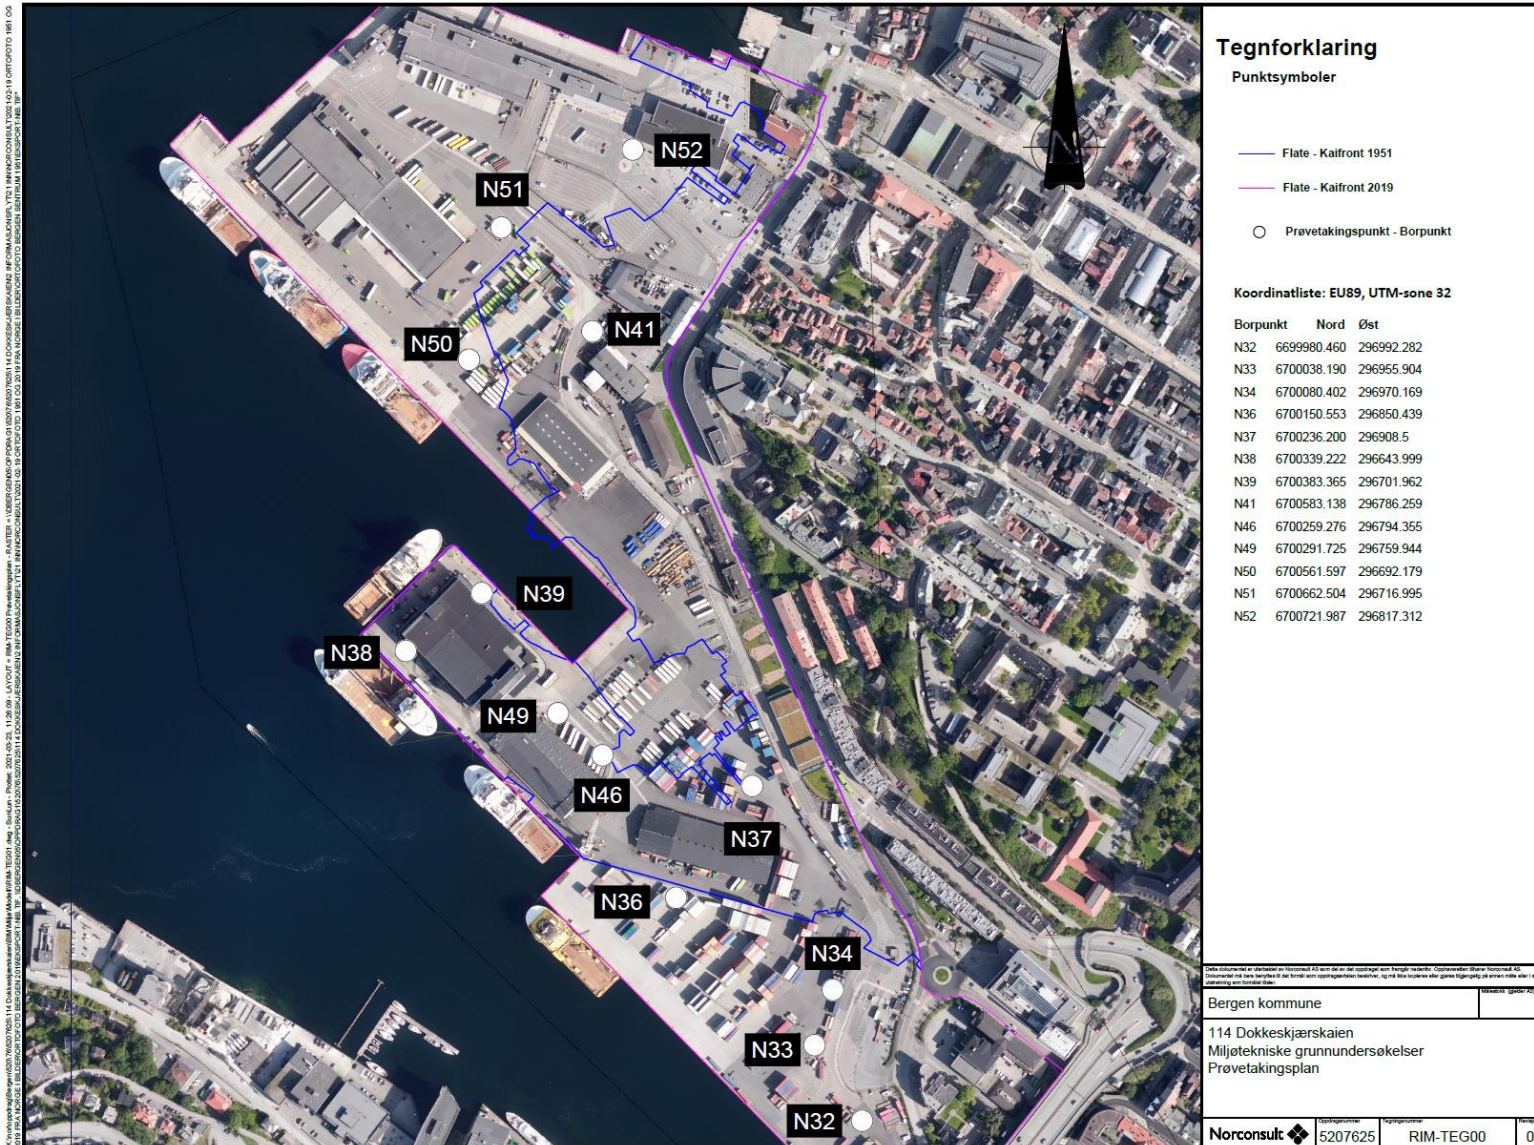 Tegnforklaring
Punktsymboler
Flate - Kaifront 1951
Flate - Kaifront 2019
Prøvetakingspunkt - Borpunkt
Koordinatliste: EU89, UTM-sone 32
Borpunkt Nord Øst
N32 6699980.460 296992.282
N33 6700038.190 296955.904
N34 6700080.402 296970.169
N36 6700150.553 296850.439
N37 6700236.200 296908.5
N38 6700339.222 296643.999
N39 6700383.365 296701.962
N41 6700583.138 296786.259
N46 6700259.276 296794.355
N49 6700291.725 296759.944
N50 6700561.597 296692.179
N51 6700662.504 296716.995
N52 6700721.987 296817.312
N52
N51
N41
N50
N39
N38
N49
N46
N37
N36
N34
N33
N32
N
Bergen kommune
114 Dokkeskjærskaien
Miljøtekniske grunnundersøkelser
Prøvetakingsplan
Norconsult
Oppdragsnummer
5207625
Tegningsnummer
RIM-TEG00